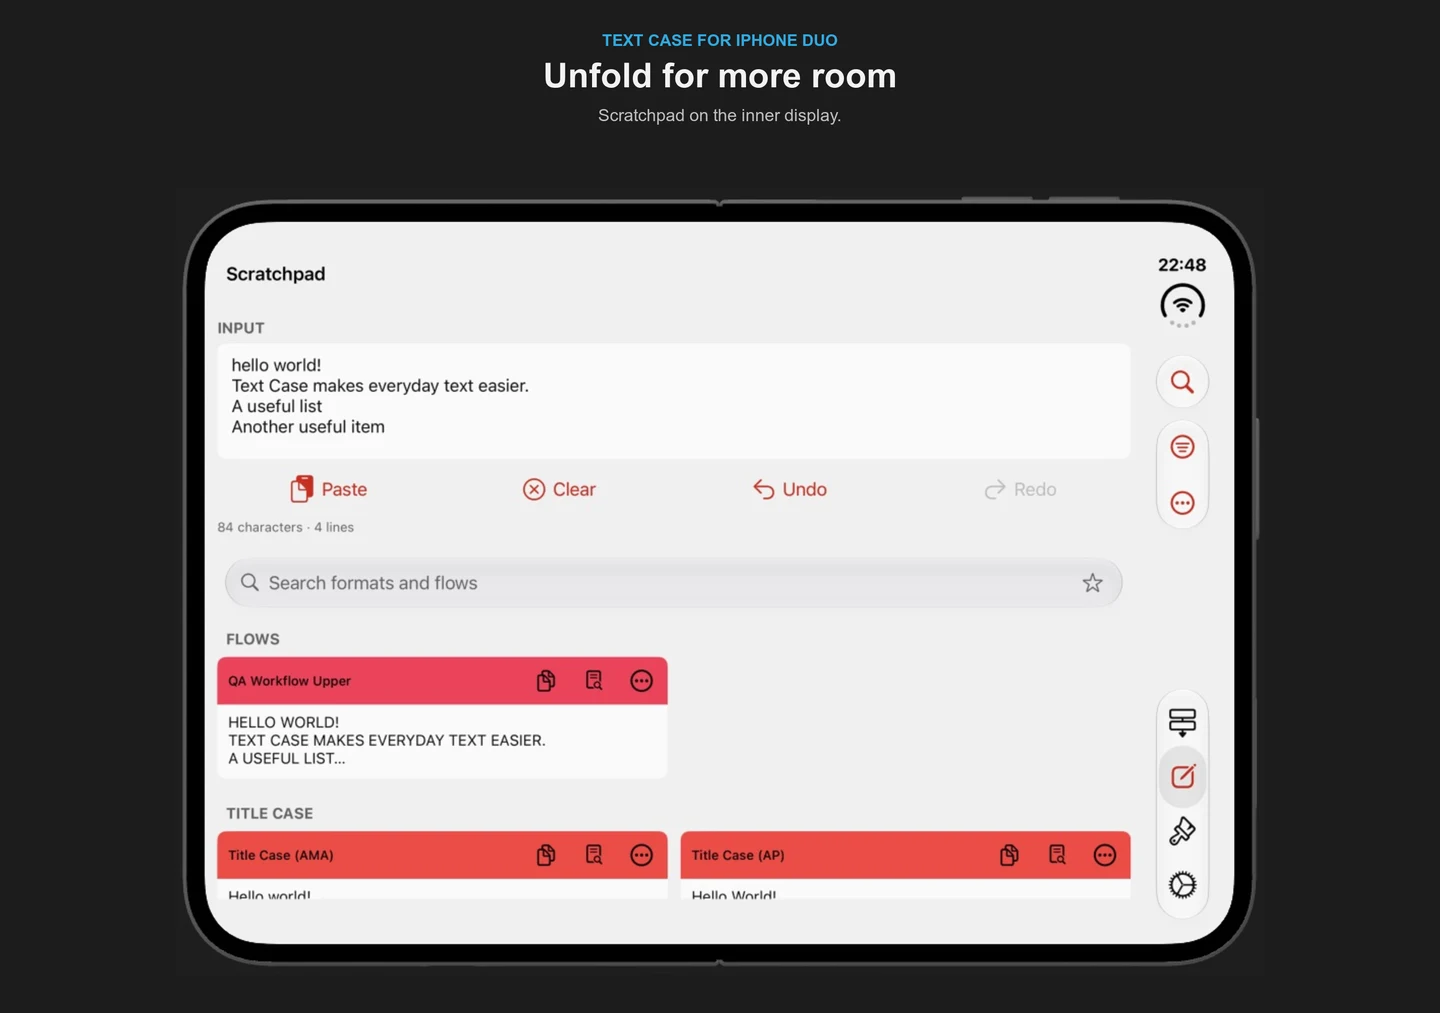 TEXT CASE FOR IPHONE DUO
Unfold for more room
Scratchpad on the inner display.
Scratchpad
22:48
INPUT
hello world!
Text Case makes everyday text easier.
A useful list
Another useful item
Paste
Clear
Undo
Redo
84 characters · 4 lines
Search formats and flows
FLOWS
QA Workflow Upper
HELLO WORLD!
TEXT CASE MAKES EVERYDAY TEXT EASIER.
A USEFUL LIST...
TITLE CASE
Title Case (AMA)
Title Case (AP)
Hello world!
Hello World!